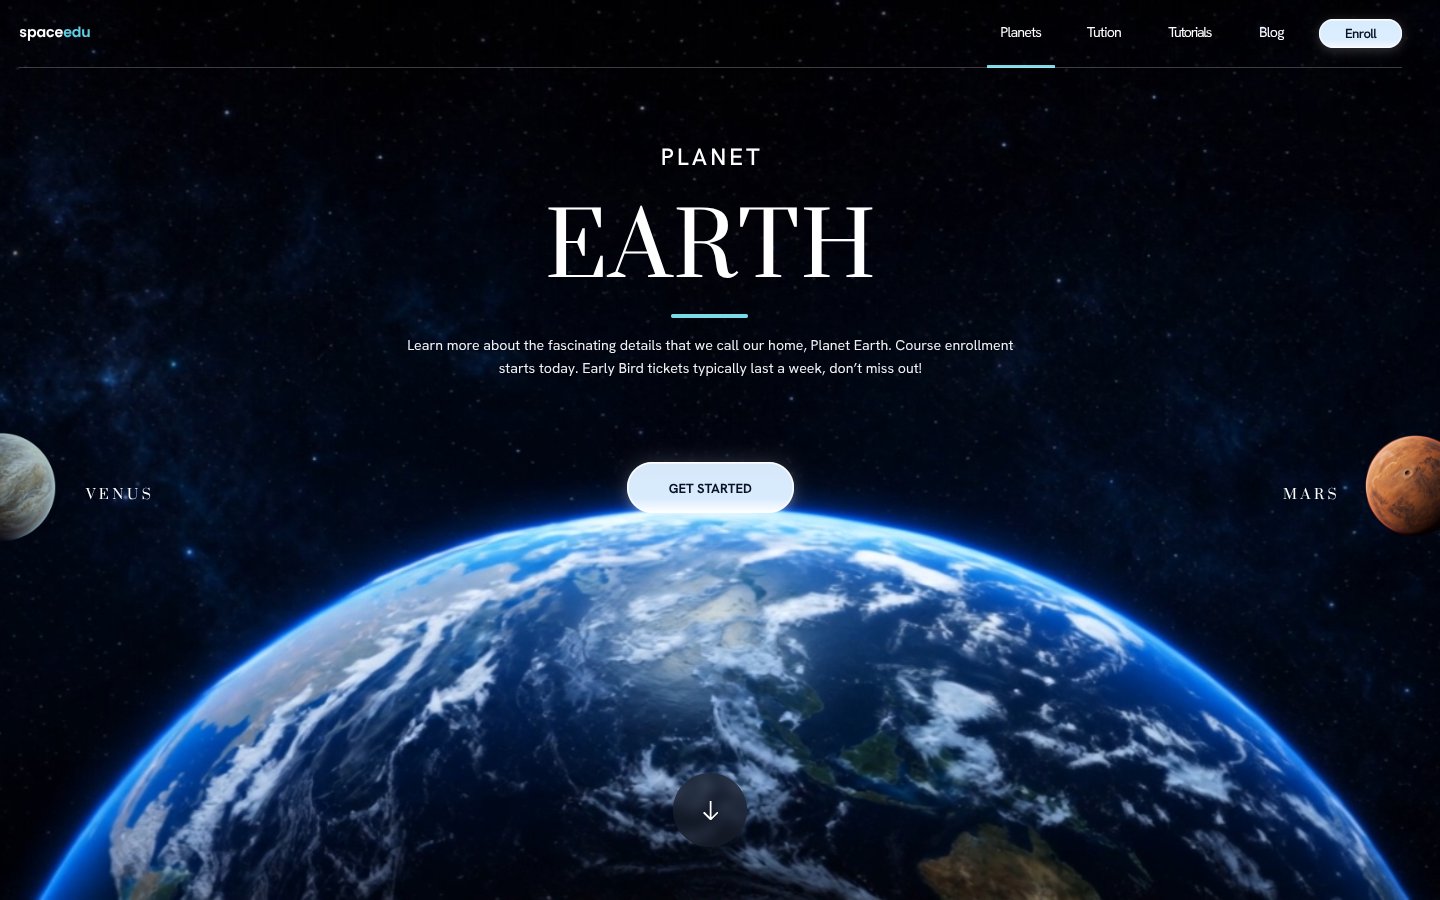 spaceedu
Planets
Tution
Tutorials
Blog
Enroll
PLANET
EARTH
Learn more about the fascinating details that we call our home, Planet Earth. Course enrollment
starts today. Early Bird tickets typically last a week, don’t miss out!
GET STARTED
VENUS
MARS